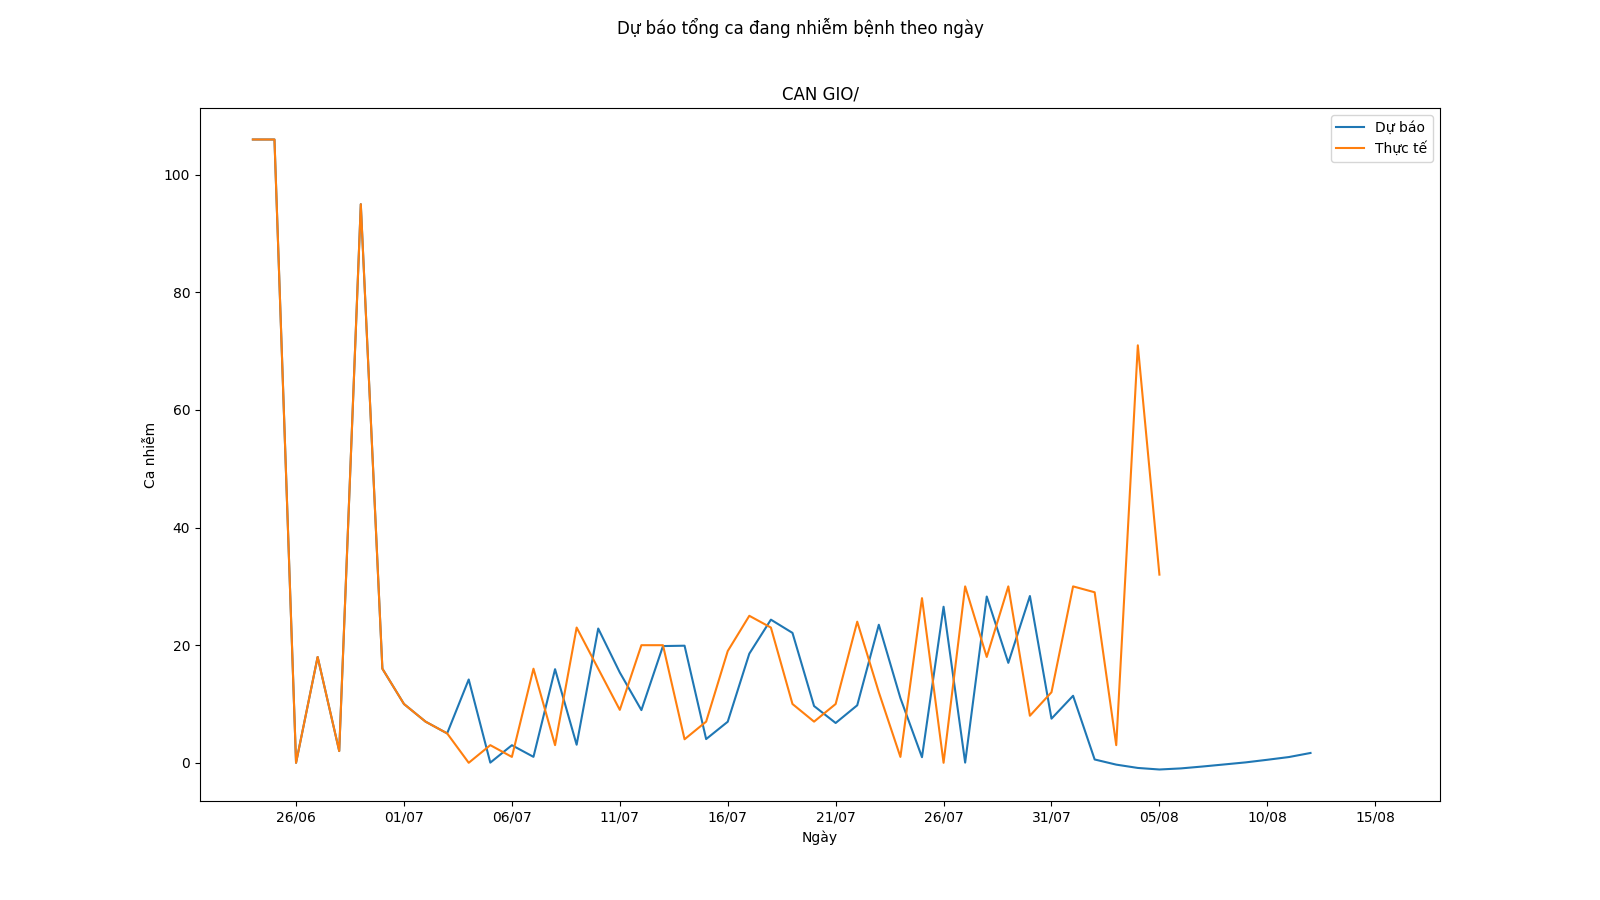 Dự báo tổng ca đang nhiễm bệnh theo ngày
CAN GIO/
Dự báo
Thực tế
100
80
60
40
20
0
Ca nhiễm
26/06
01/07
06/07
11/07
16/07
21/07
26/07
31/07
05/08
10/08
15/08
Ngày